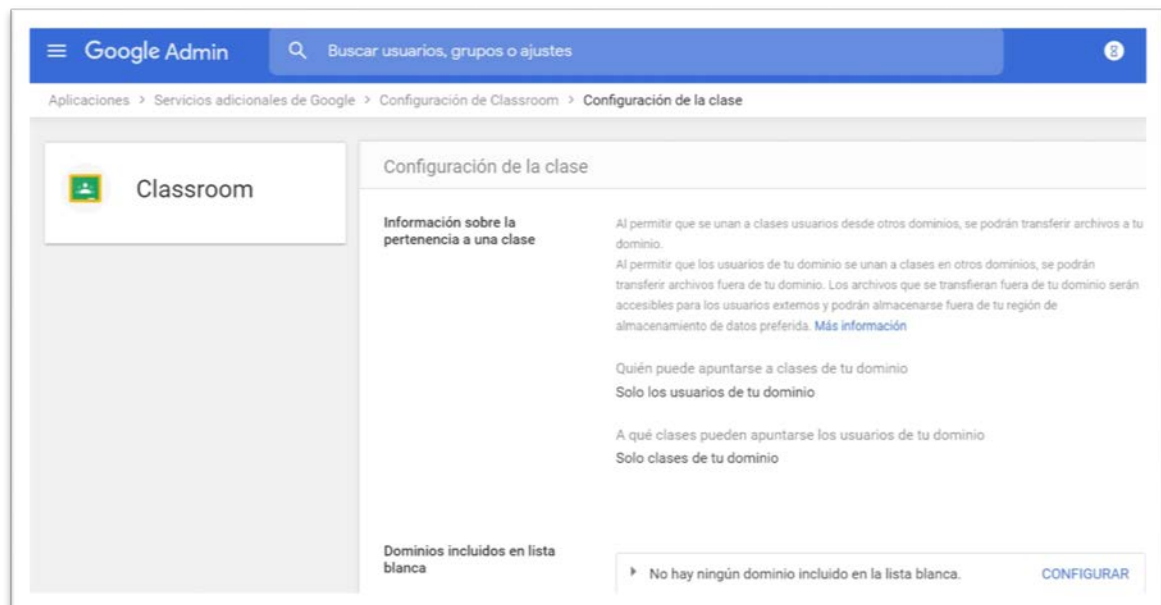 Google Admin
Buscar usuarios, grupos o ajustes
Aplicaciones > Servicios adicionales de Google > Configuración de Classroom > Configuración de la clase
Classroom
Configuración de la clase
Información sobre la
pertenencia a una clase
Al permitir que se unan a clases usuarios desde otros dominios, se podrán transferir archivos a tu
dominio.
Al permitir que los usuarios de tu dominio se unan a clases en otros dominios, se podrán
transferir archivos fuera de tu dominio. Los archivos que se transfieran fuera de tu dominio serán
accesibles para los usuarios externos y podrán almacenarse fuera de tu región de
almacenamiento de datos preferida. Más información
Quién puede apuntarse a clases de tu dominio
Solo los usuarios de tu dominio
A qué clases pueden apuntarse los usuarios de tu dominio
Solo clases de tu dominio
Dominios incluidos en lista
blanca
No hay ningún dominio incluido en la lista blanca.
CONFIGURAR